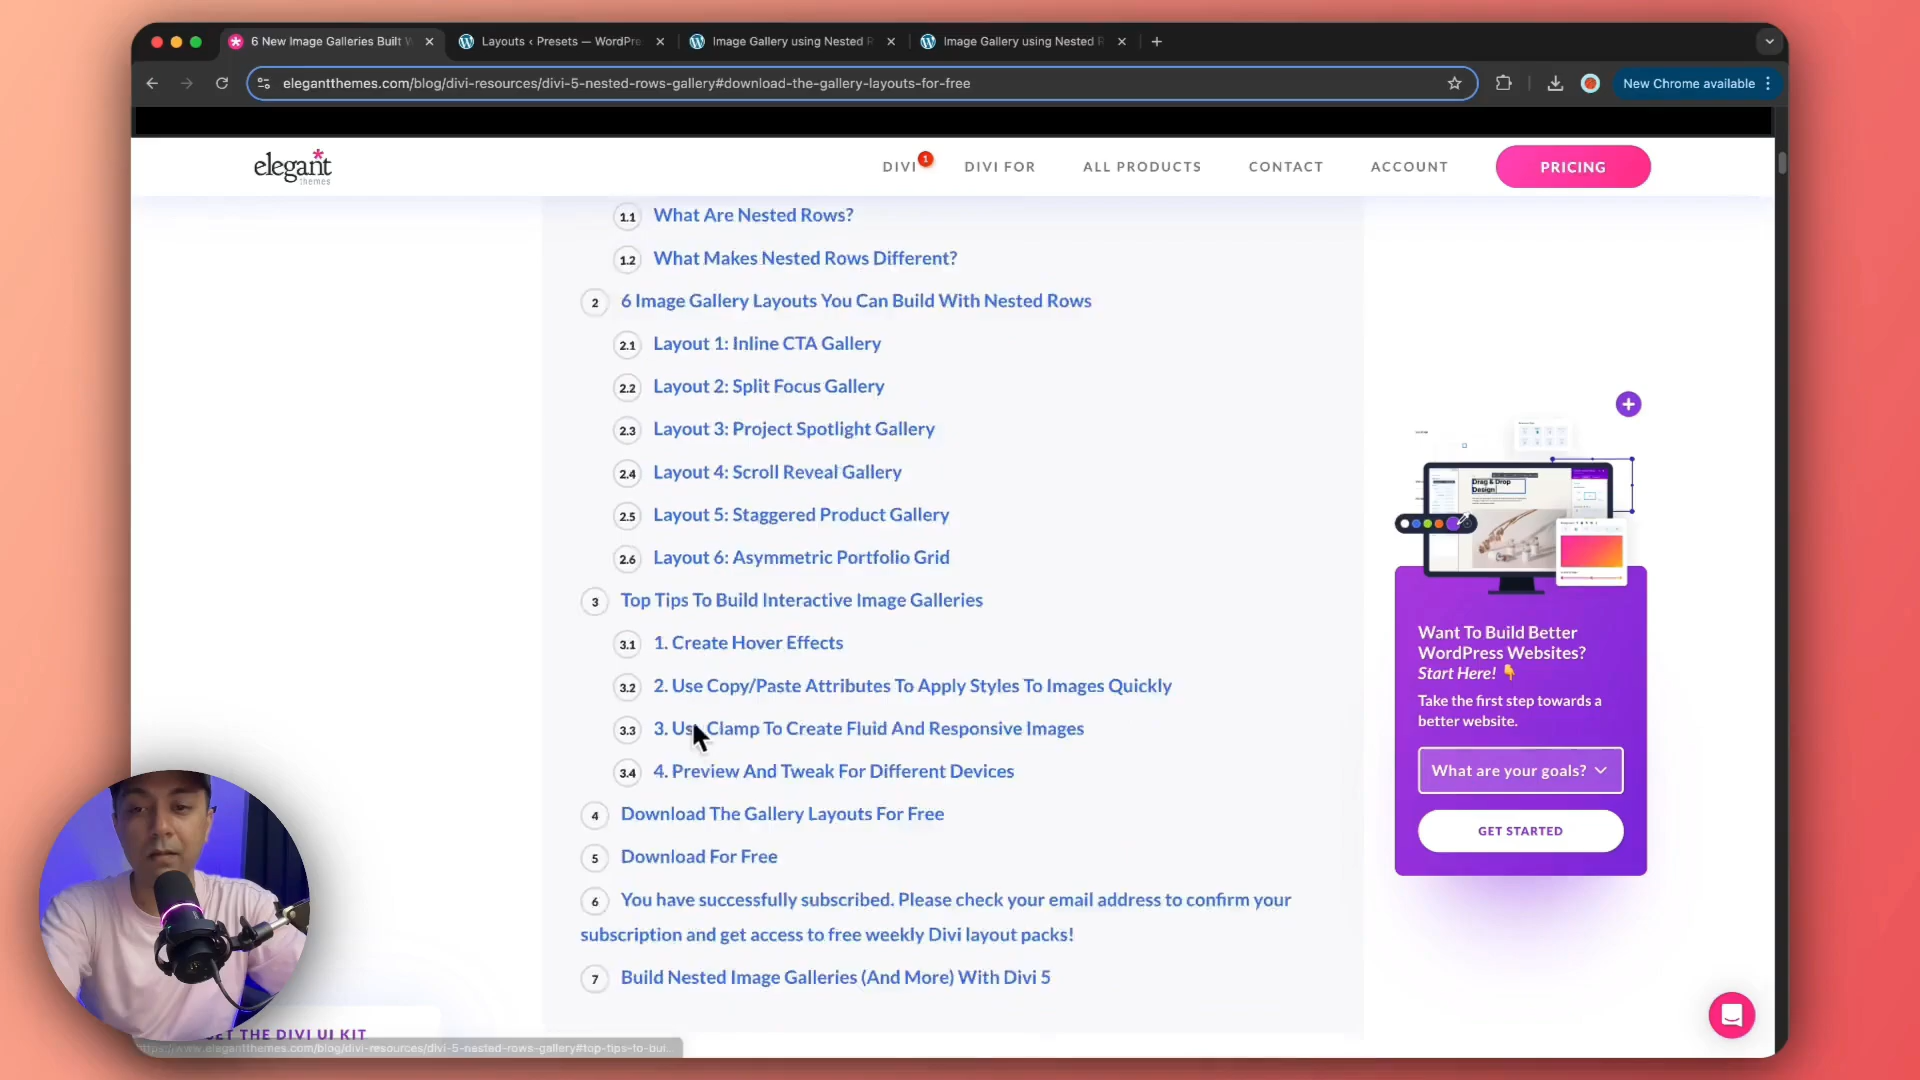 6 New Image Galleries Built W
Layouts ‹ Presets — WordPre
Image Gallery using Nested R
Image Gallery using Nested R
elegantthemes.com/blog/divi-resources/divi-5-nested-rows-gallery#download-the-gallery-layouts-for-free
New Chrome available
elegant
themes
DIVI
1
DIVI FOR
ALL PRODUCTS
CONTACT
ACCOUNT
PRICING
1.1 What Are Nested Rows?
1.2 What Makes Nested Rows Different?
2 6 Image Gallery Layouts You Can Build With Nested Rows
2.1 Layout 1: Inline CTA Gallery
2.2 Layout 2: Split Focus Gallery
2.3 Layout 3: Project Spotlight Gallery
2.4 Layout 4: Scroll Reveal Gallery
2.5 Layout 5: Staggered Product Gallery
2.6 Layout 6: Asymmetric Portfolio Grid
3 Top Tips To Build Interactive Image Galleries
3.1 1. Create Hover Effects
3.2 2. Use Copy/Paste Attributes To Apply Styles To Images Quickly
3.3 3. Use Clamp To Create Fluid And Responsive Images
3.4 4. Preview And Tweak For Different Devices
4 Download The Gallery Layouts For Free
5 Download For Free
6 You have successfully subscribed. Please check your email address to confirm your
subscription and get access to free weekly Divi layout packs!
7 Build Nested Image Galleries (And More) With Divi 5
Drag & Drop
Design
Want To Build Better
WordPress Websites?
Start Here! 👇
Take the first step towards a
better website.
What are your goals?
GET STARTED
ET THE DIVI UI KIT
https://www.elegantthemes.com/blog/divi-resources/divi-5-nested-rows-gallery#top-tips-to-bui...